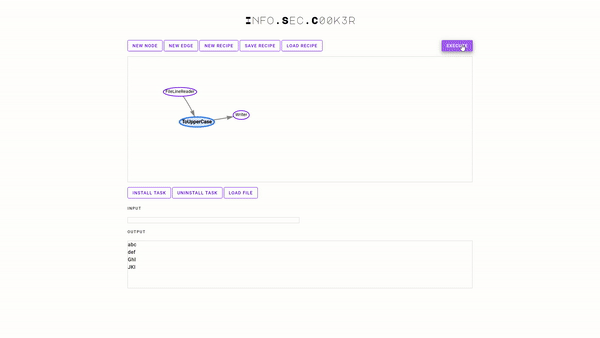 INFO.SEC.C00K3R
NEW NODE NEW EDGE NEW RECIPE SAVE RECIPE LOAD RECIPE EXECUTE
FileLineReader
Writer
ToUpperCase
INSTALL TASK UNINSTALL TASK LOAD FILE
INPUT
OUTPUT
abc
def
GhI
JKl